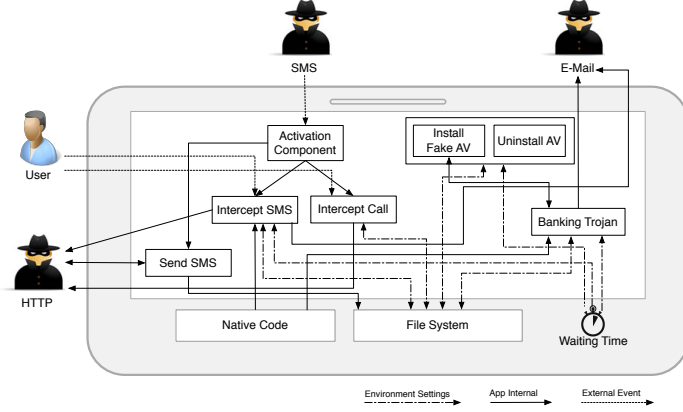 SMS
E-Mail
User
Activation
Component
Install
Fake AV
Uninstall AV
Intercept SMS
Intercept Call
Banking Trojan
Send SMS
HTTP
Native Code
File System
Waiting Time
Environment Settings
App Internal
External Event